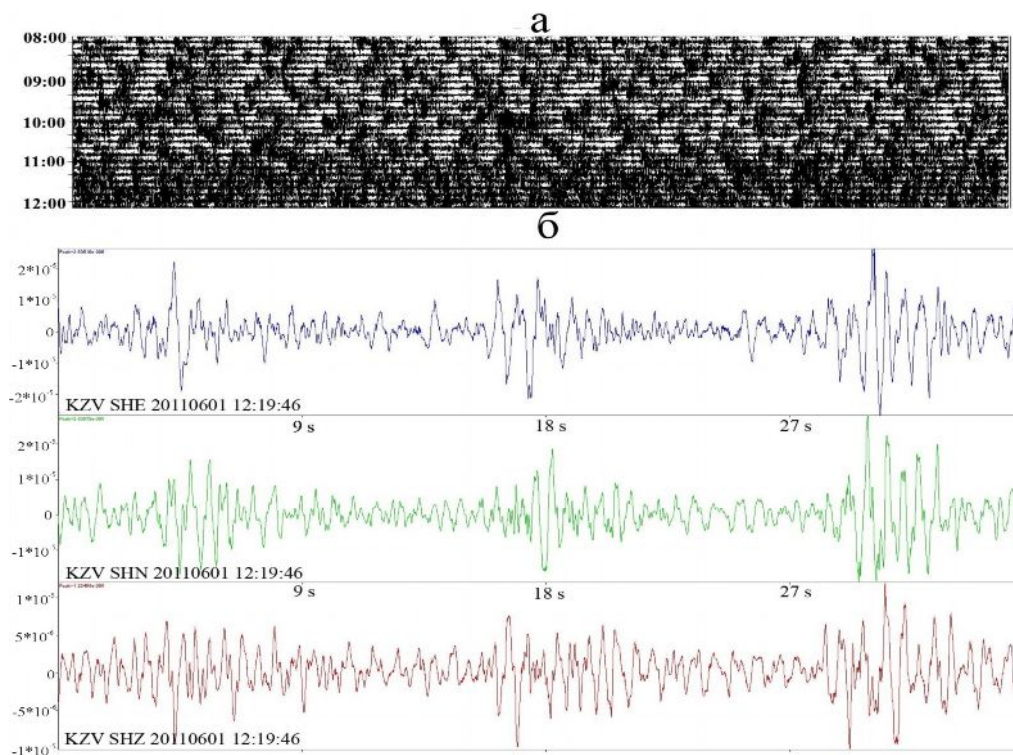 a
08:00
09:00
10:00
11:00
12:00
б
2*10⁻⁵
1*10⁻⁵
0
-1*10⁻⁵
-2*10⁻⁵
KZV SHE 20110601 12:19:46
9 s 18 s 27 s
2*10⁻⁵
1*10⁻⁵
0
-1*10⁻⁵
KZV SHN 20110601 12:19:46
9 s 18 s 27 s
1*10⁻⁵
5*10⁻⁶
0
-5*10⁻⁶
-1*10⁻⁵
KZV SHZ 20110601 12:19:46